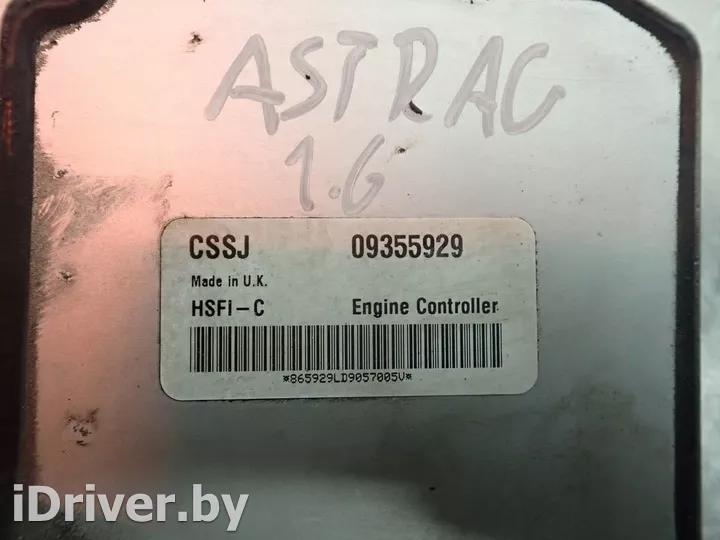 ASTRA G
1.6
CSSJ 09355929
Made in U.K.
HSFI-C Engine Controller
*865929LD9057005V*
iDriver.by